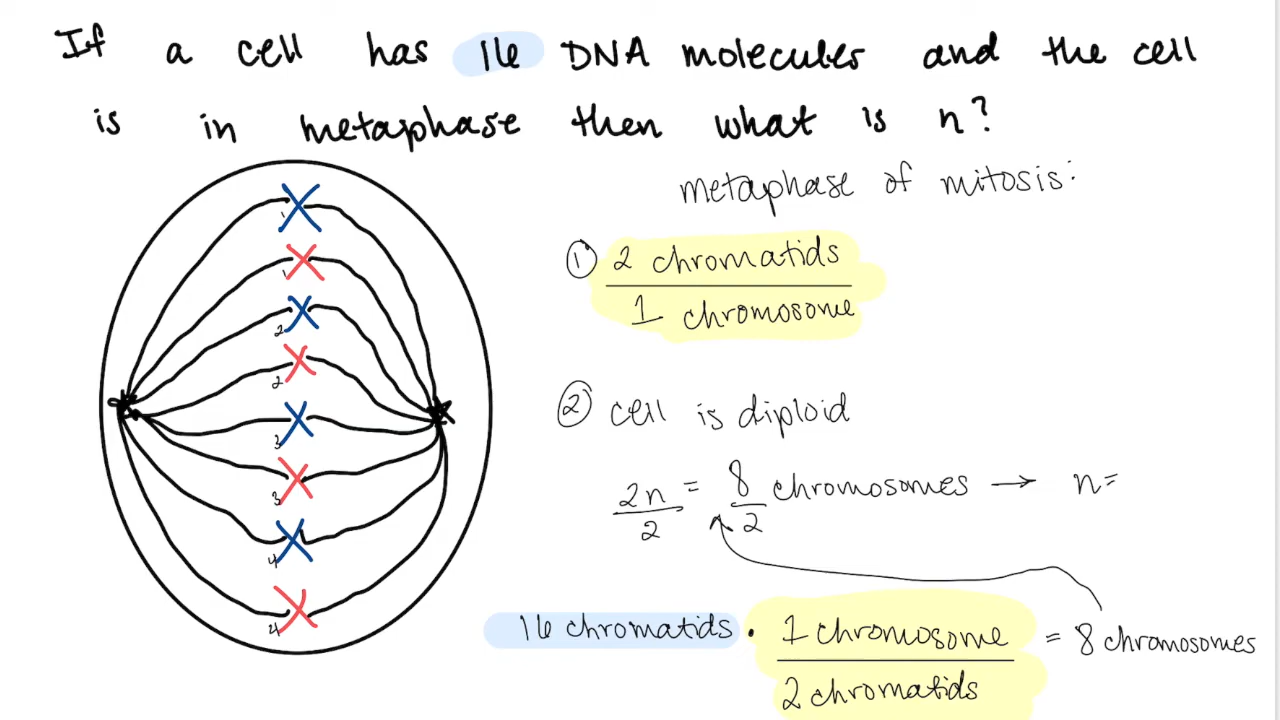 If a cell has 16 DNA molecules and the cell
is in metaphase then what is n?
metaphase of mitosis:
① 2 chromatids
1 chromosome
② cell is diploid
2n = 8 chromosomes → n=
2 2
16 chromatids · 1 chromosome = 8 chromosomes
2 chromatids
1
1
2
2
3
3
4
4